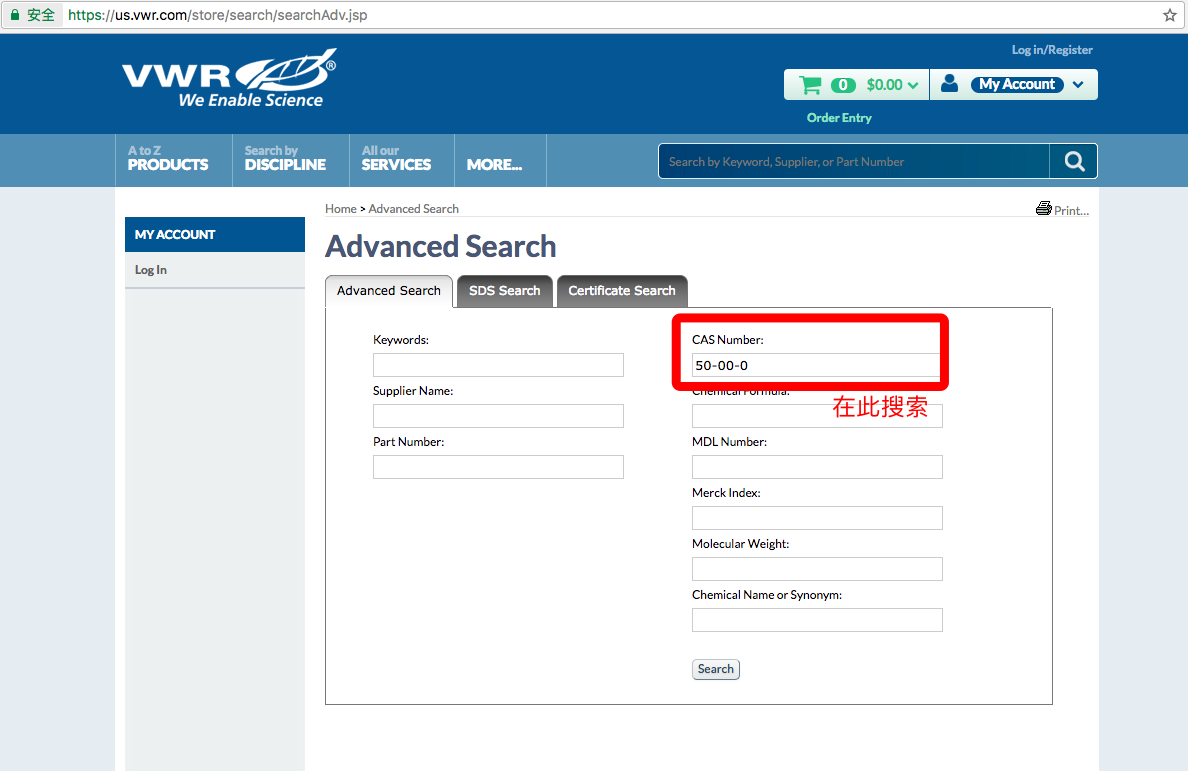 安全 https://us.vwr.com/store/search/searchAdv.jsp
Log in/Register
VWR®
We Enable Science
0 $0.00 My Account
Order Entry
A to Z
PRODUCTS
Search by
DISCIPLINE
All our
SERVICES
MORE...
Search by Keyword, Supplier, or Part Number
Home > Advanced Search
Print...
MY ACCOUNT
Log In
Advanced Search
Advanced Search SDS Search Certificate Search
Keywords:
Supplier Name:
Part Number:
CAS Number:
50-00-0
Chemical Formula:
在此搜索
MDL Number:
Merck Index:
Molecular Weight:
Chemical Name or Synonym:
Search